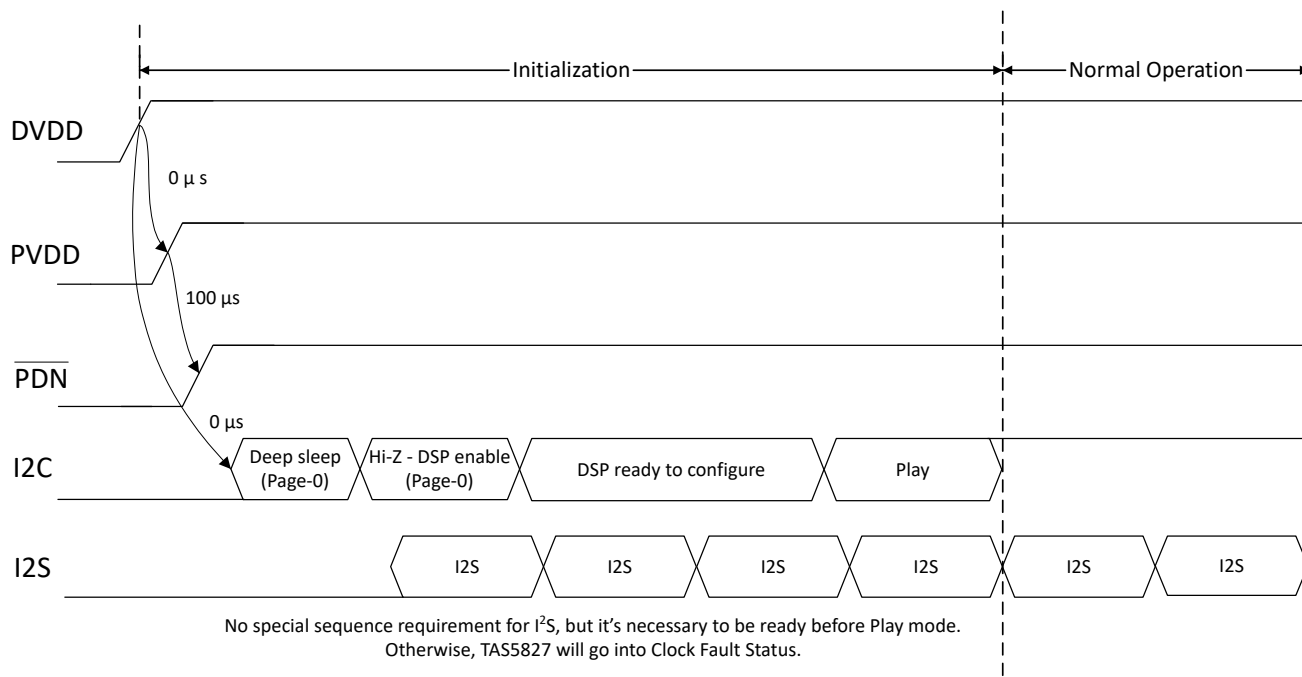 Initialization
Normal Operation
DVDD
0 μ s
PVDD
100 μs
PDN
0 μs
I2C
Deep sleep
(Page-0)
Hi-Z - DSP enable
(Page-0)
DSP ready to configure
Play
I2S
I2S
I2S
I2S
I2S
I2S
I2S
No special sequence requirement for I²S, but it's necessary to be ready before Play mode.
Otherwise, TAS5827 will go into Clock Fault Status.